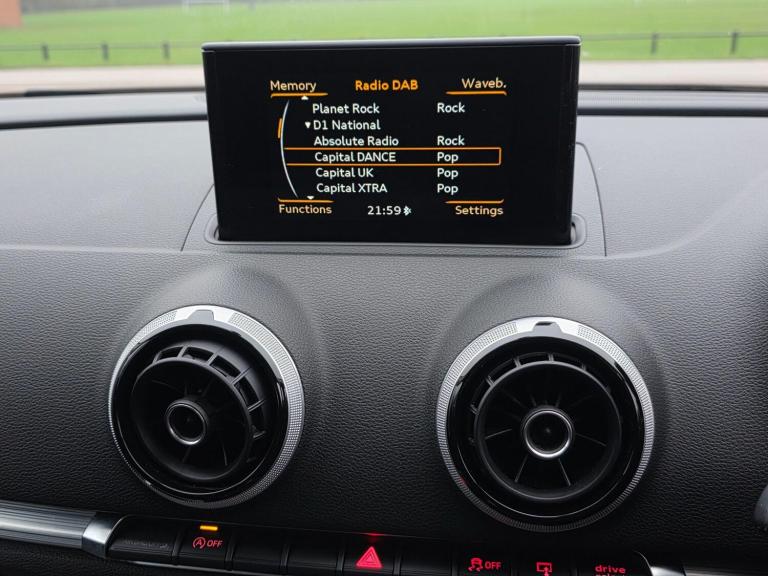 Memory Radio DAB Waveb.
Planet Rock Rock
▼D1 National
Absolute Radio Rock
Capital DANCE Pop
Capital UK Pop
Capital XTRA Pop
Functions 21:59 Settings
OFF OFF drive